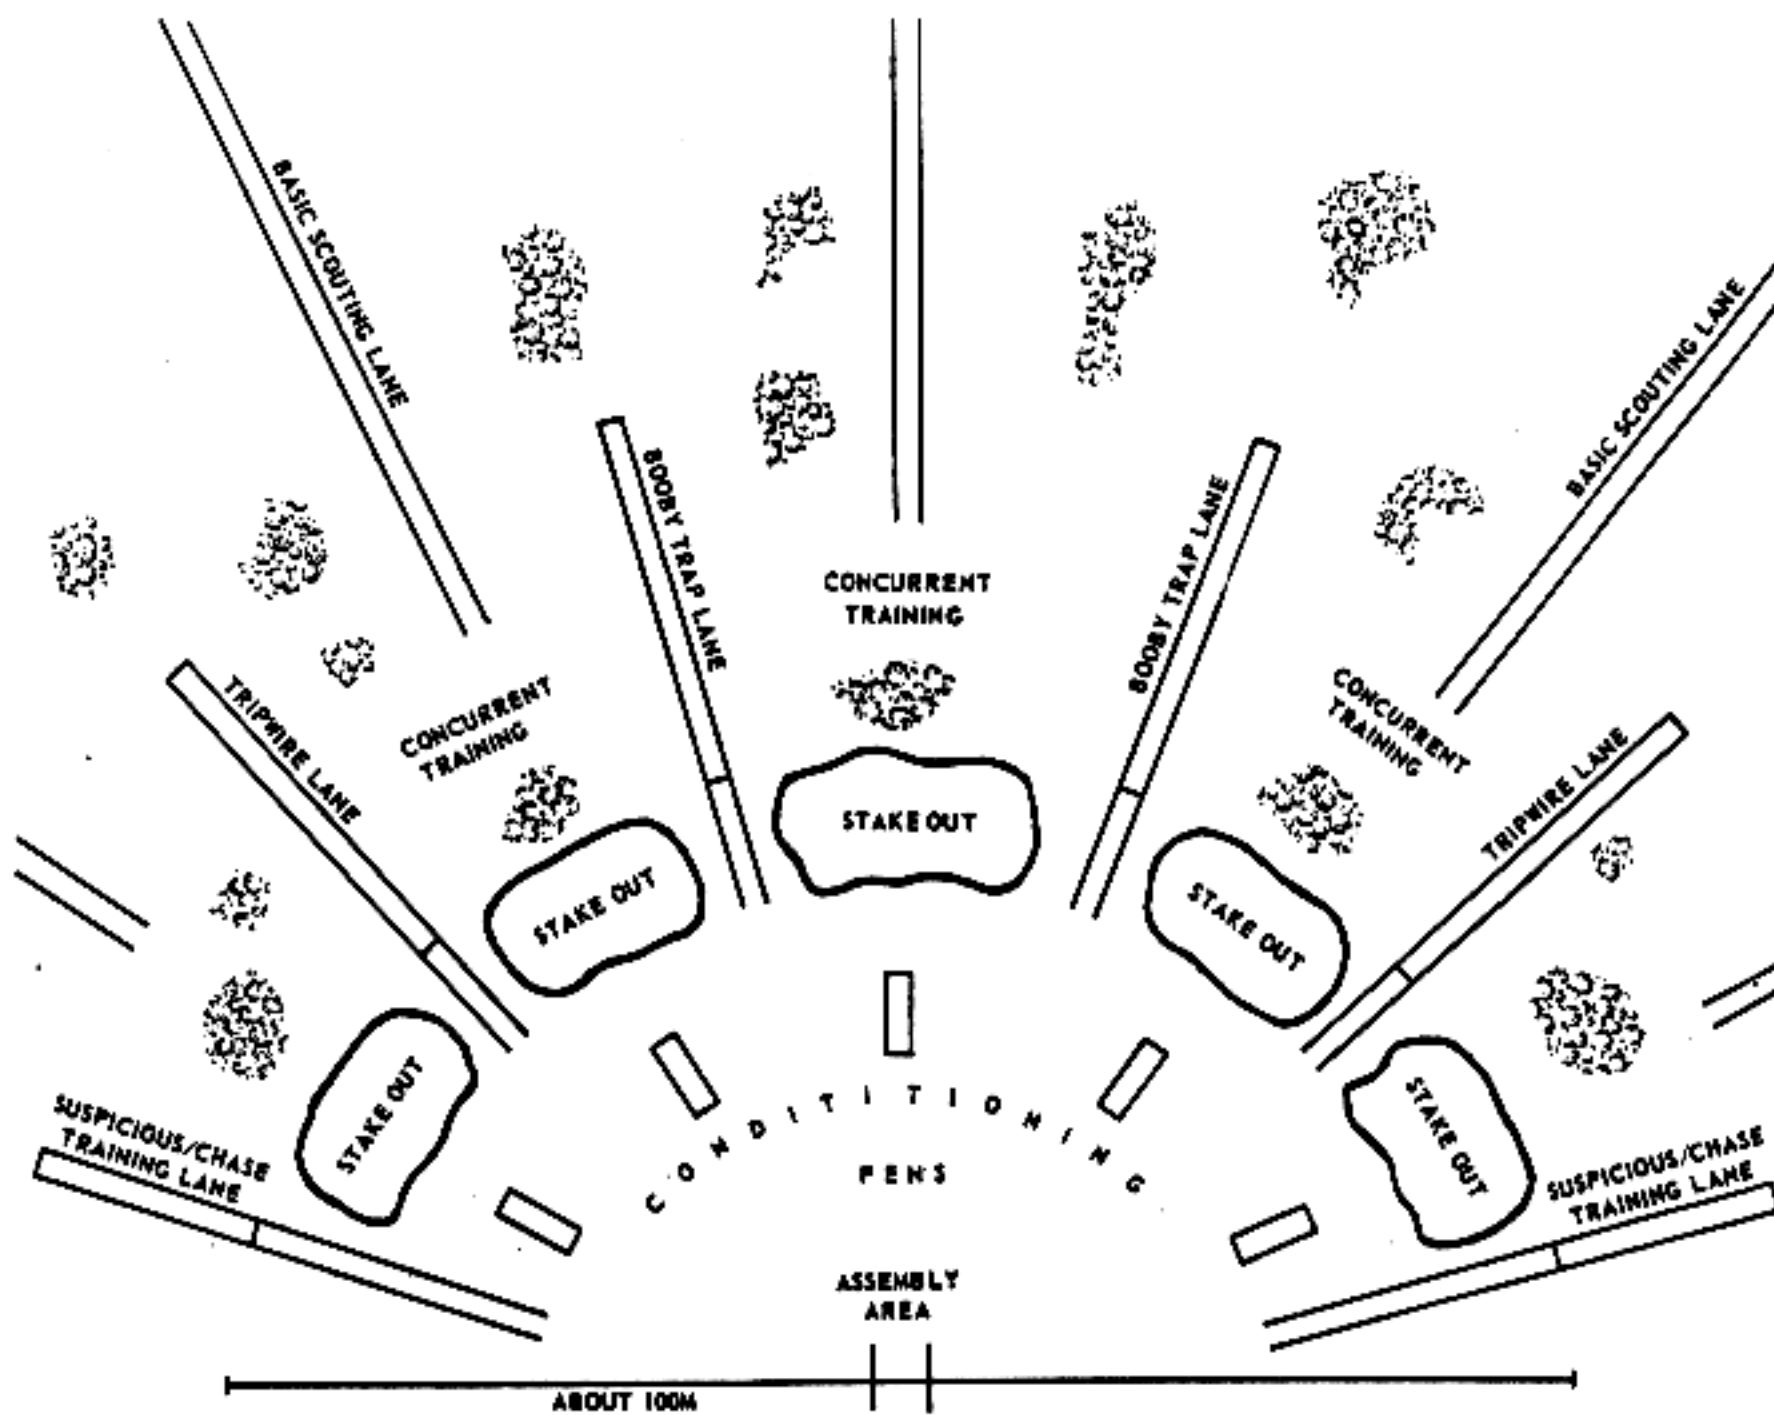 BASIC SCOUTING LANE
BASIC SCOUTING LANE
BOOBY TRAP LANE
BOOBY TRAP LANE
CONCURRENT
TRAINING
TRIPWIRE LANE
CONCURRENT
TRAINING
CONCURRENT
TRAINING
TRIPWIRE LANE
STAKE OUT
STAKE OUT
STAKE OUT
STAKE OUT
STAKE OUT
SUSPICIOUS/CHASE
TRAINING LANE
CONDITITIONING
PENS
SUSPICIOUS/CHASE
TRAINING LANE
ASSEMBLY
AREA
ABOUT 100M